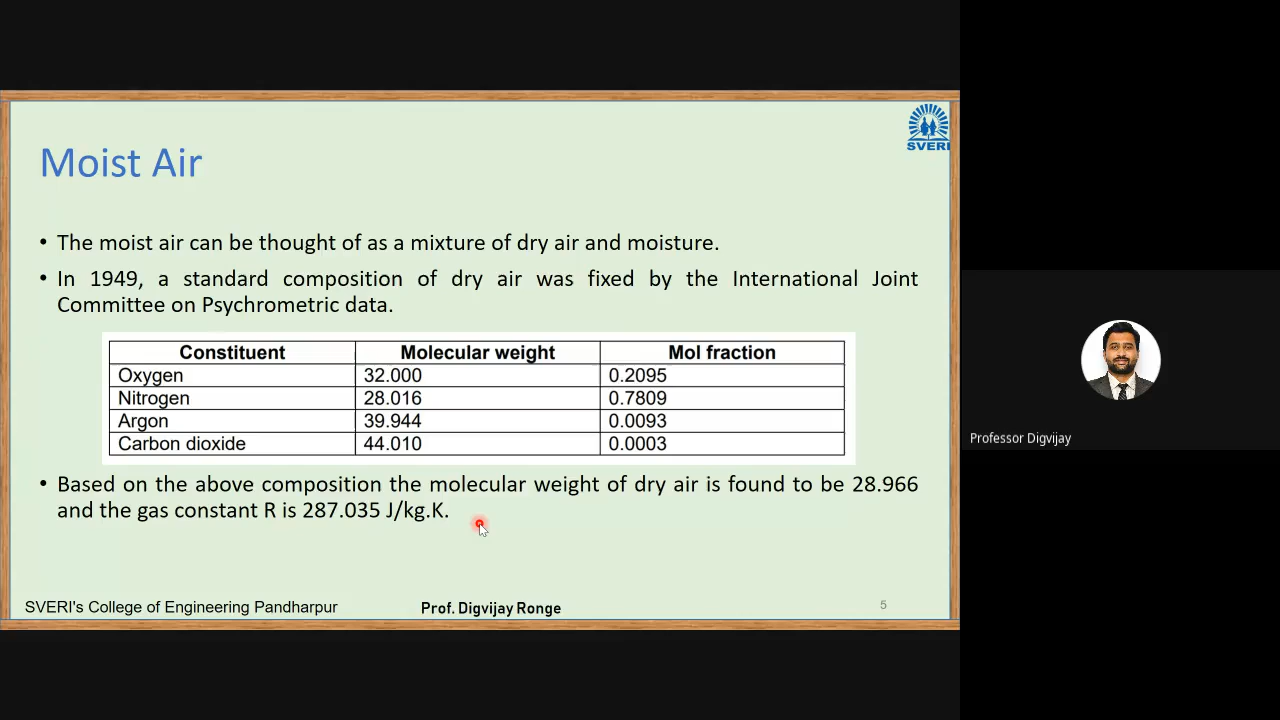 SVERI
Moist Air
• The moist air can be thought of as a mixture of dry air and moisture.
• In 1949, a standard composition of dry air was fixed by the International Joint
Committee on Psychrometric data.
Constituent Molecular weight Mol fraction
Oxygen 32.000 0.2095
Nitrogen 28.016 0.7809
Argon 39.944 0.0093
Carbon dioxide 44.010 0.0003
• Based on the above composition the molecular weight of dry air is found to be 28.966
and the gas constant R is 287.035 J/kg.K.
SVERI's College of Engineering Pandharpur Prof. Digvijay Ronge 5
Professor Digvijay